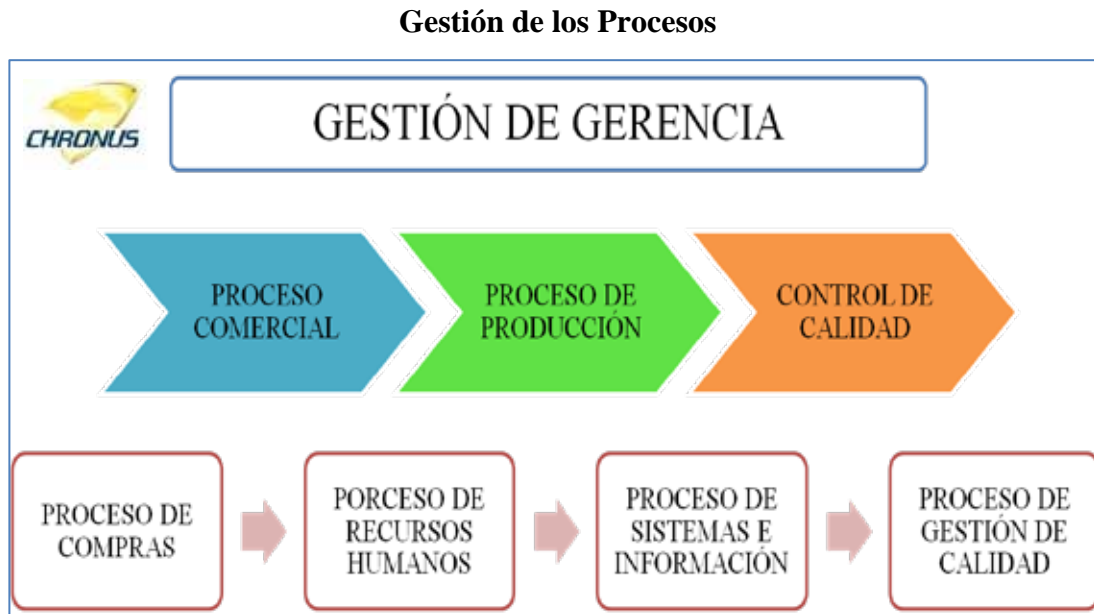 Gestión de los Procesos
CHRONUS
GESTIÓN DE GERENCIA
PROCESO
COMERCIAL
PROCESO DE
PRODUCCIÓN
CONTROL DE
CALIDAD
PROCESO DE
COMPRAS
PORCESO DE
RECURSOS
HUMANOS
PROCESO DE
SISTEMAS E
INFORMACIÓN
PROCESO DE
GESTIÓN DE
CALIDAD